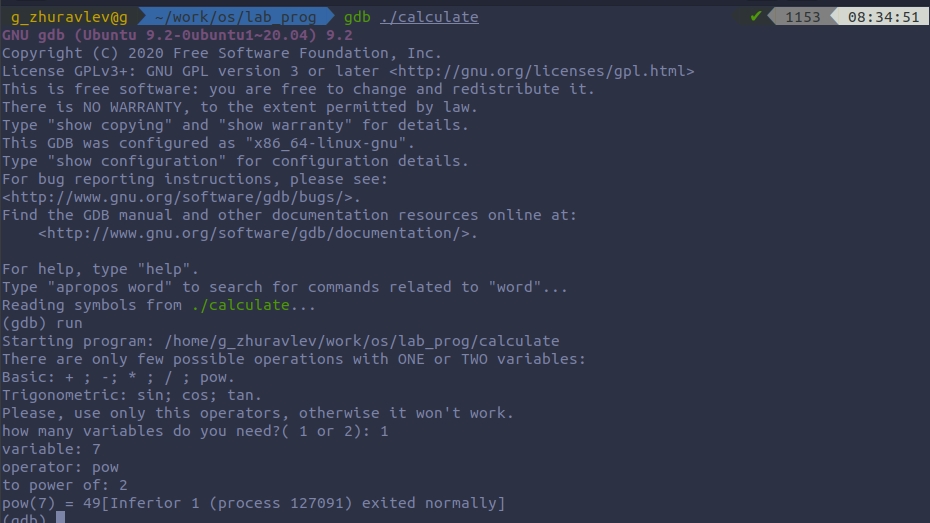 g_zhuravlev@g ~/work/os/lab_prog gdb ./calculate ✔ 1153 08:34:51
GNU gdb (Ubuntu 9.2-0ubuntu1~20.04) 9.2
Copyright (C) 2020 Free Software Foundation, Inc.
License GPLv3+: GNU GPL version 3 or later <http://gnu.org/licenses/gpl.html>
This is free software: you are free to change and redistribute it.
There is NO WARRANTY, to the extent permitted by law.
Type "show copying" and "show warranty" for details.
This GDB was configured as "x86_64-linux-gnu".
Type "show configuration" for configuration details.
For bug reporting instructions, please see:
<http://www.gnu.org/software/gdb/bugs/>.
Find the GDB manual and other documentation resources online at:
    <http://www.gnu.org/software/gdb/documentation/>.

For help, type "help".
Type "apropos word" to search for commands related to "word"...
Reading symbols from ./calculate...
(gdb) run
Starting program: /home/g_zhuravlev/work/os/lab_prog/calculate
There are only few possible operations with ONE or TWO variables:
Basic: + ; -; * ; / ; pow.
Trigonometric: sin; cos; tan.
Please, use only this operators, otherwise it won't work.
how many variables do you need?( 1 or 2): 1
variable: 7
operator: pow
to power of: 2
pow(7) = 49[Inferior 1 (process 127091) exited normally]
(gdb)